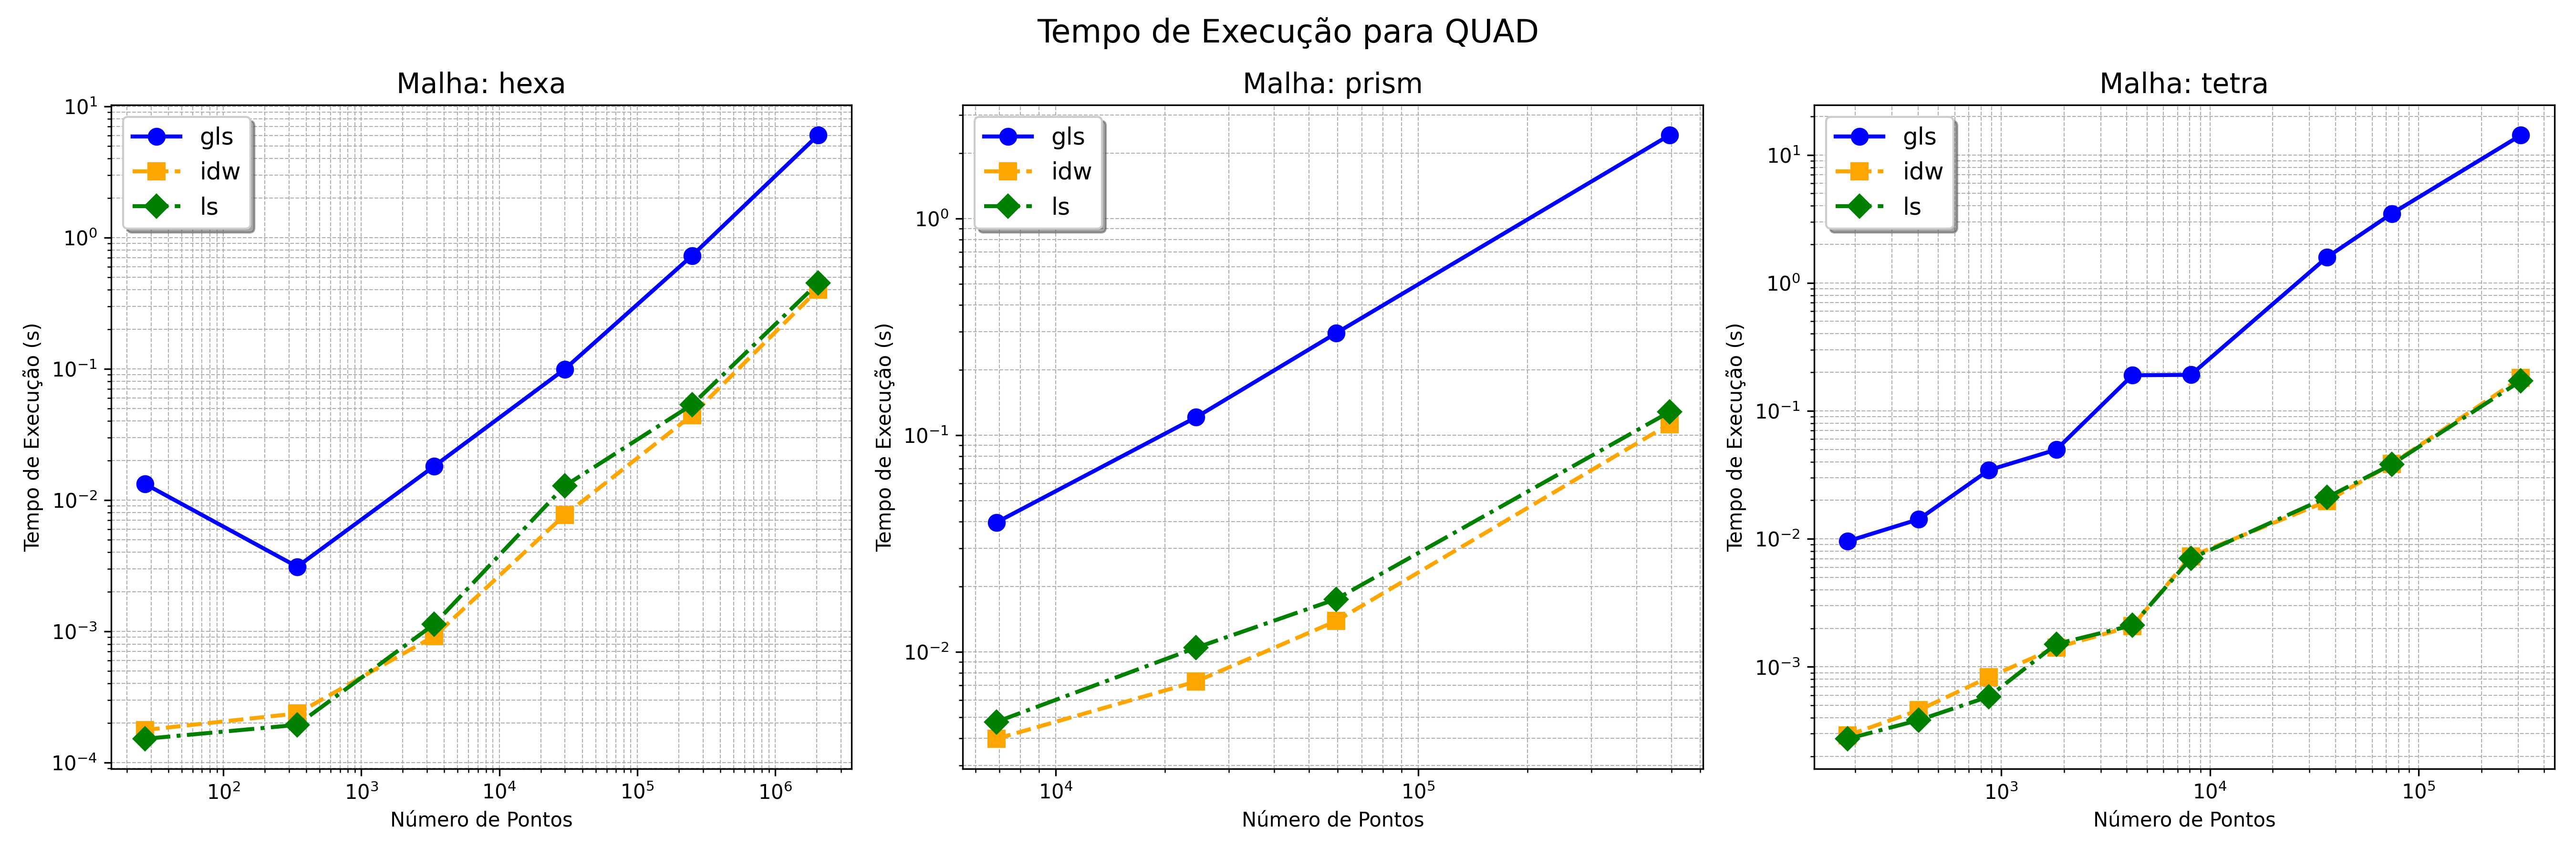 Tempo de Execução para QUAD
Malha: hexa
Tempo de Execução (s)
10¹
10⁰
10⁻¹
10⁻²
10⁻³
10⁻⁴
gls
idw
ls
10²
10³
10⁴
10⁵
10⁶
Número de Pontos
Malha: prism
Tempo de Execução (s)
10⁰
10⁻¹
10⁻²
gls
idw
ls
10⁴
10⁵
Número de Pontos
Malha: tetra
Tempo de Execução (s)
10¹
10⁰
10⁻¹
10⁻²
10⁻³
gls
idw
ls
10³
10⁴
10⁵
Número de Pontos